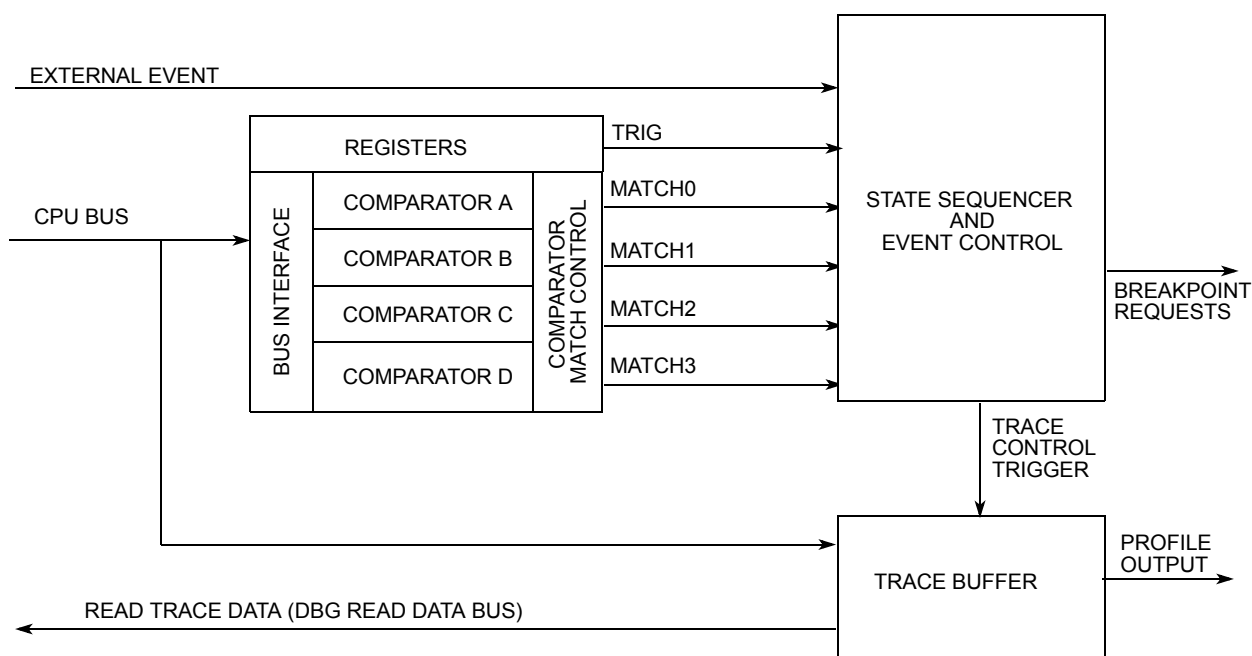 EXTERNAL EVENT
REGISTERS
TRIG
CPU BUS
BUS INTERFACE
COMPARATOR A
COMPARATOR B
COMPARATOR C
COMPARATOR D
COMPARATOR
MATCH CONTROL
MATCH0
MATCH1
MATCH2
MATCH3
STATE SEQUENCER
AND
EVENT CONTROL
BREAKPOINT
REQUESTS
TRACE
CONTROL
TRIGGER
TRACE BUFFER
PROFILE
OUTPUT
READ TRACE DATA (DBG READ DATA BUS)